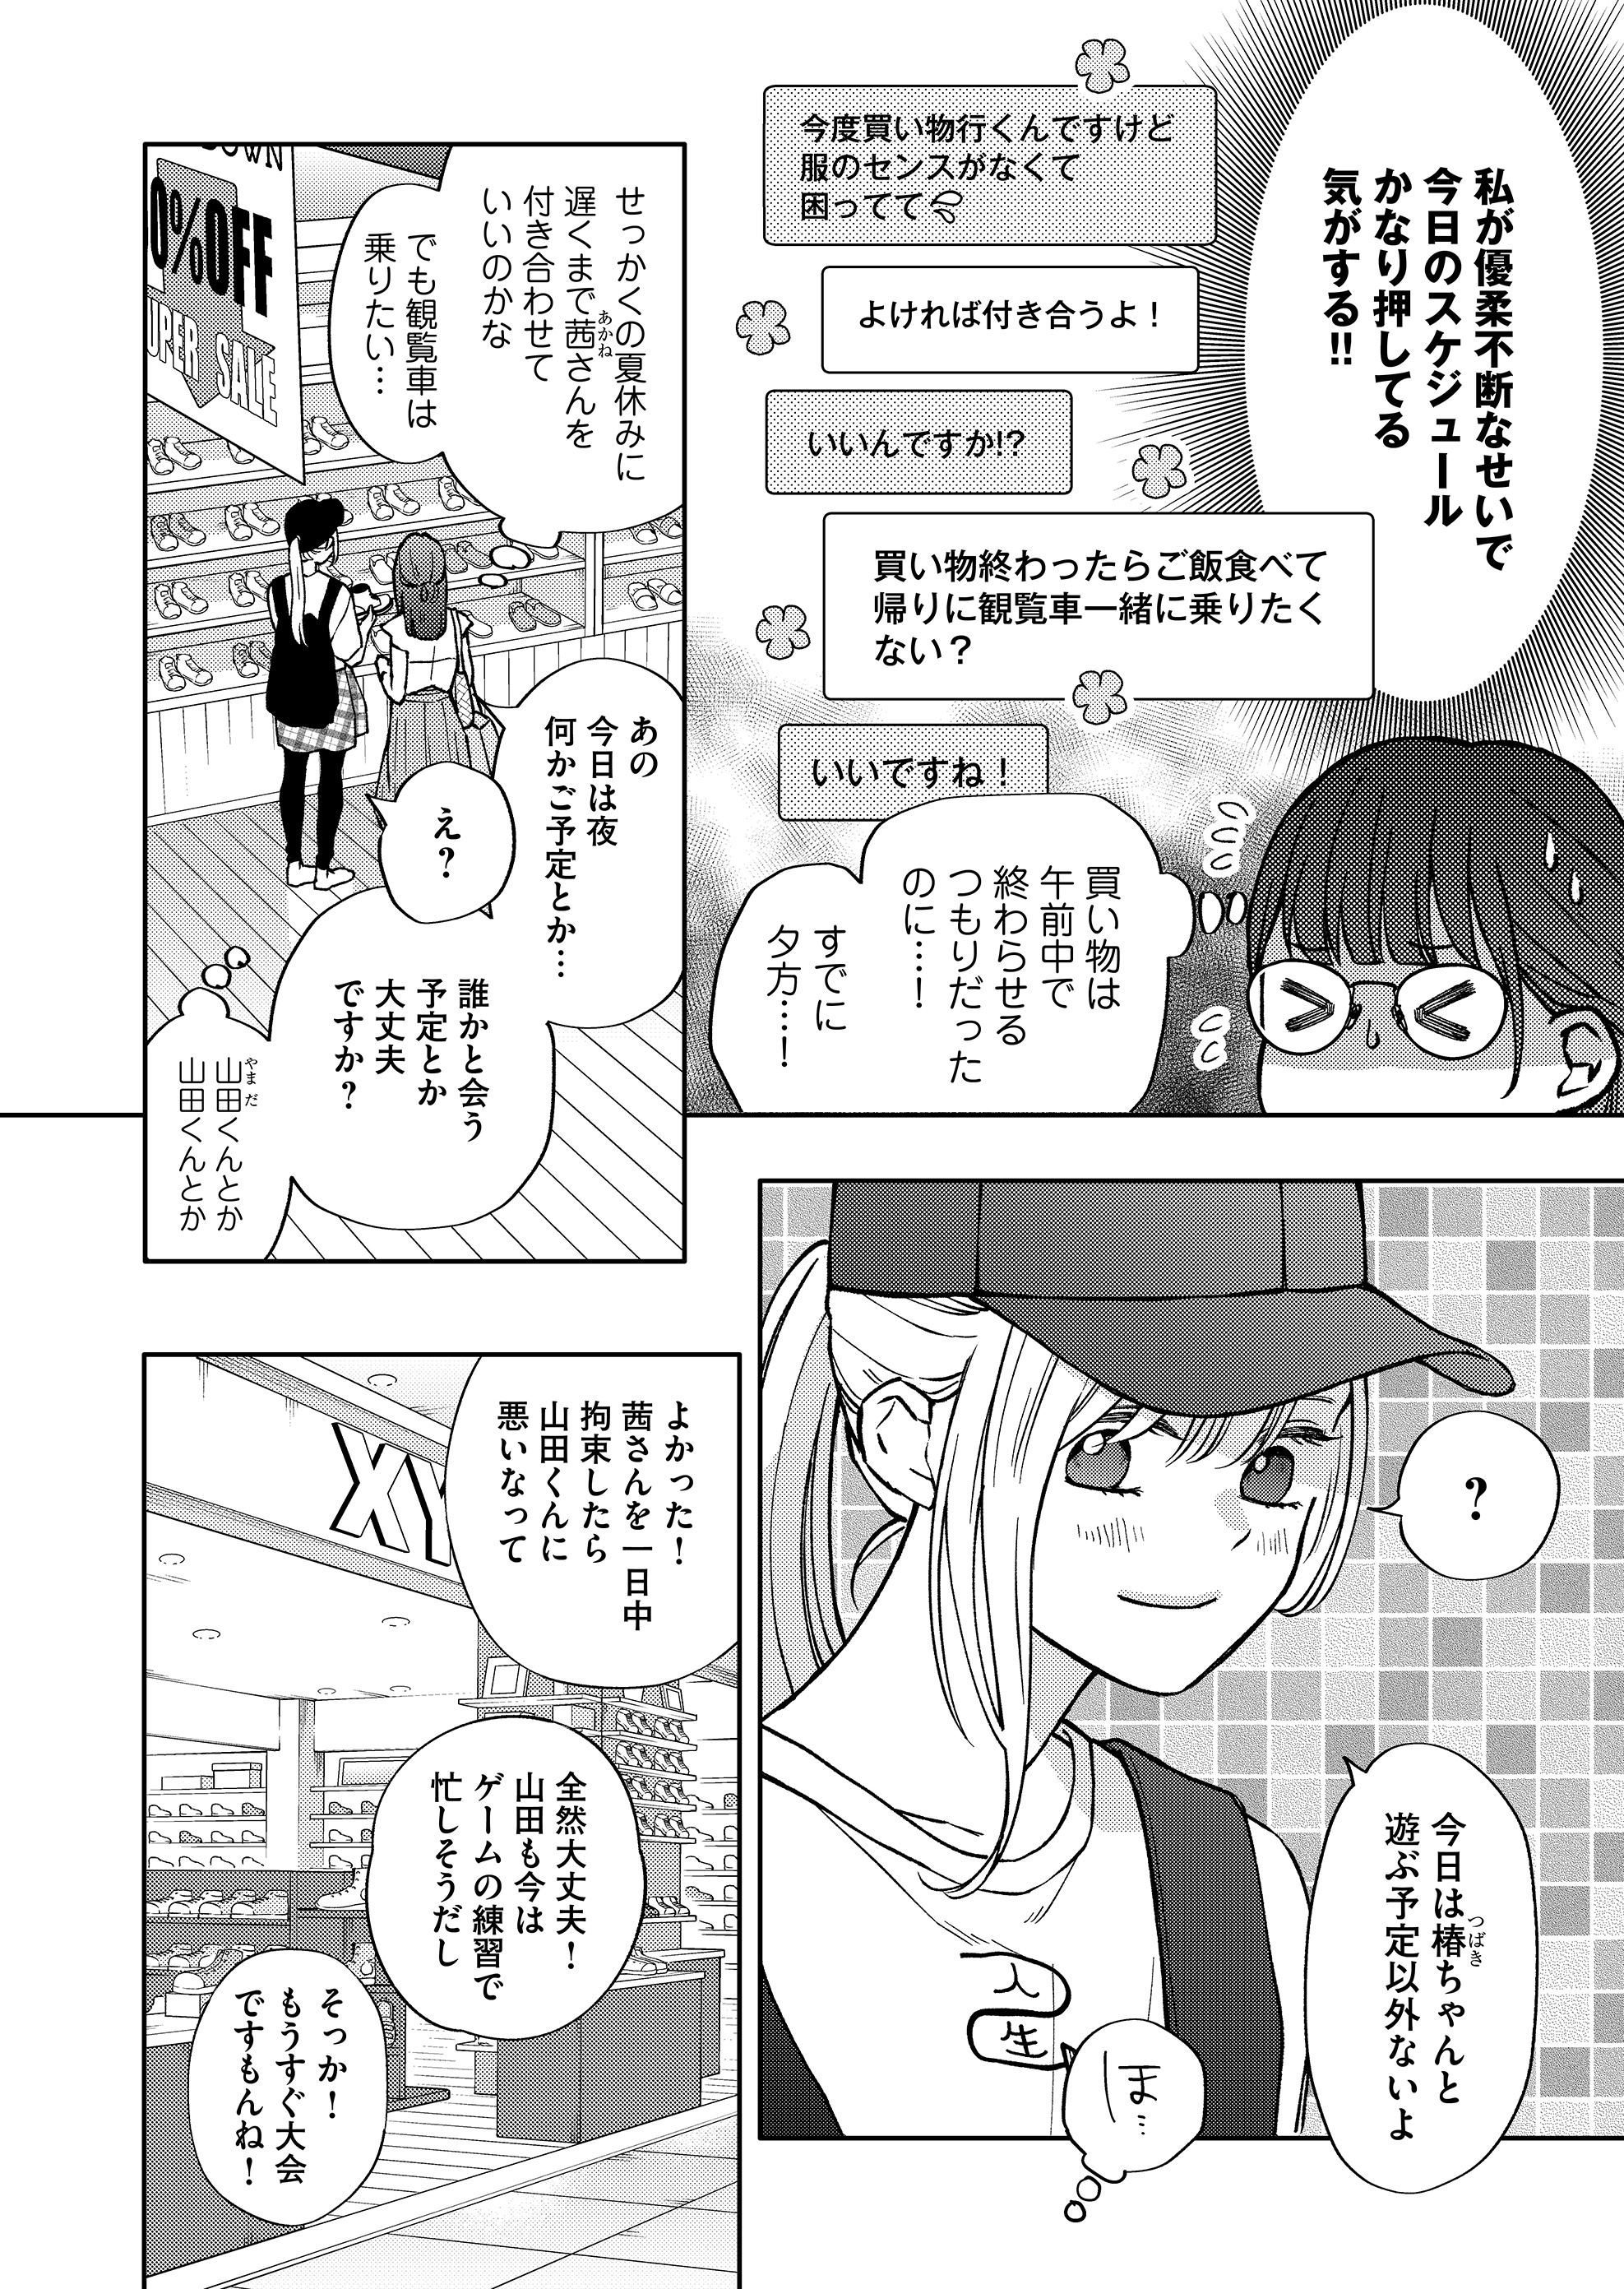 私が優柔不断なせいで
今日のスケジュール
かなり押してる
気がする!!
今度買い物行くんですけど
服のセンスがなくて
困ってて💦
よければ付き合うよ！
いいんですか!?
買い物終わったらご飯食べて
帰りに観覧車一緒に乗りたく
ない？
いいですね！
買い物は
午前中で
終わらせる
つもりだった
のに…！
すでに
夕方…！
せっかくの夏休みに
遅くまで茜さんを
あかね
付き合わせて
いいのかな
でも観覧車は
乗りたい…
DOWN
0%OFF
SUPER SALE
あの
今日は夜
何かご予定とか…
え？
誰かと会う
予定とか
大丈夫
ですか？
山田くんとか
やまだ
山田くんとか
？
今日は椿ちゃんと
つばき
遊ぶ予定以外ないよ
人生
ほ…
よかった！
茜さんを一日中
拘束したら
山田くんに
悪いなって
XY
全然大丈夫！
山田も今は
ゲームの練習で
忙しそうだし
そっか！
もうすぐ大会
ですもんね！